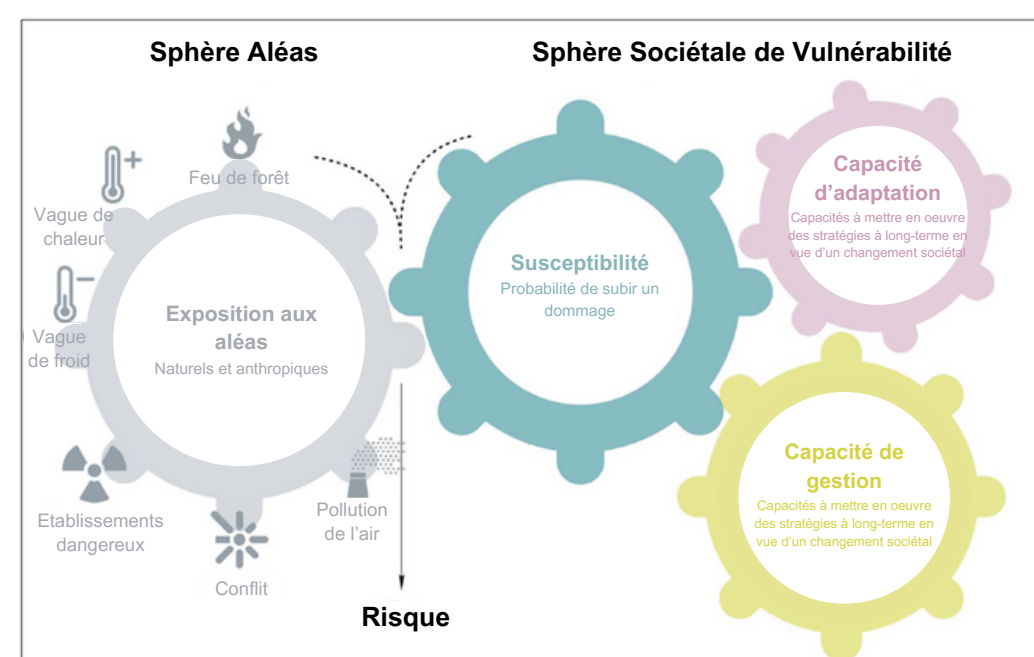 Sphère Aléas
Sphère Sociétale de Vulnérabilité
Feu de forêt
Vague de
chaleur
Vague
de froid
Exposition aux
aléas
Naturels et anthropiques
Etablissements
dangereux
Conflit
Pollution
de l’air
Risque
Susceptibilité
Probabilité de subir un
dommage
Capacité
d’adaptation
Capacités à mettre en oeuvre
des stratégies à long-terme en
vue d’un changement sociétal
Capacité de
gestion
Capacités à mettre en oeuvre
des stratégies à long-terme en
vue d’un changement sociétal